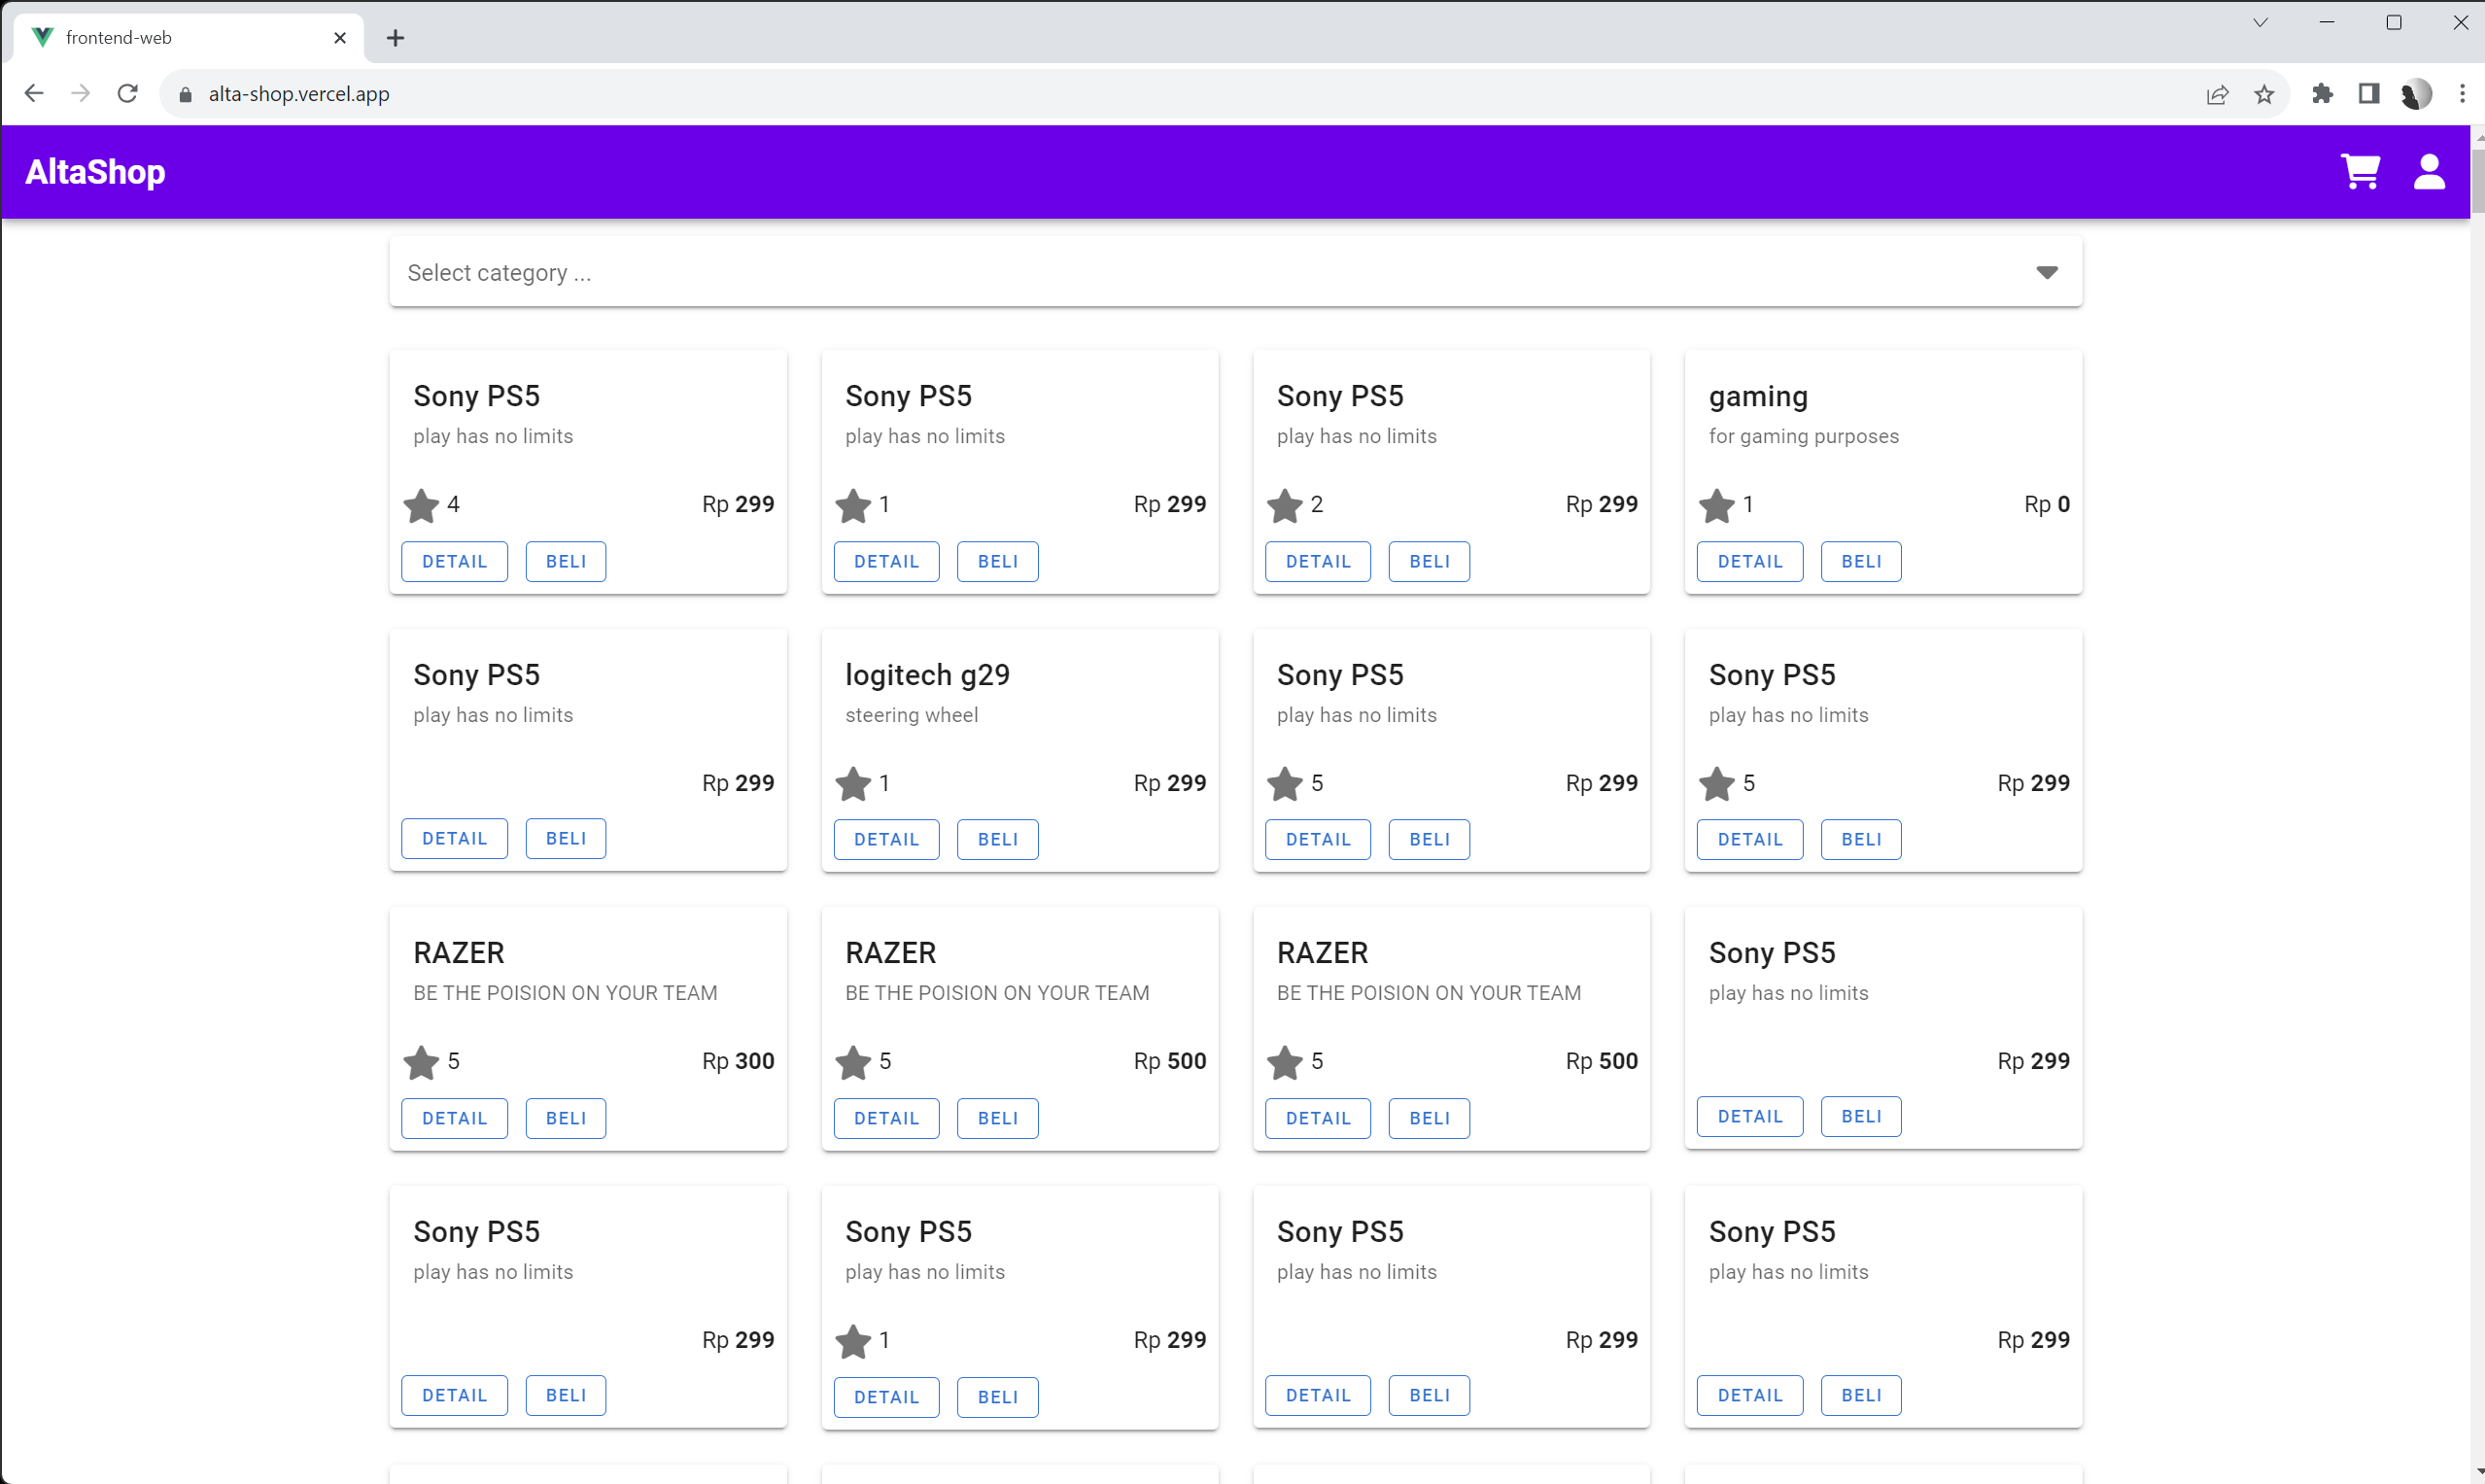 frontend-web
alta-shop.vercel.app
AltaShop
Select category ...
Sony PS5
play has no limits
4 Rp 299
DETAIL BELI
Sony PS5
play has no limits
1 Rp 299
DETAIL BELI
Sony PS5
play has no limits
2 Rp 299
DETAIL BELI
gaming
for gaming purposes
1 Rp 0
DETAIL BELI
Sony PS5
play has no limits
Rp 299
DETAIL BELI
logitech g29
steering wheel
1 Rp 299
DETAIL BELI
Sony PS5
play has no limits
5 Rp 299
DETAIL BELI
Sony PS5
play has no limits
5 Rp 299
DETAIL BELI
RAZER
BE THE POISION ON YOUR TEAM
5 Rp 300
DETAIL BELI
RAZER
BE THE POISION ON YOUR TEAM
5 Rp 500
DETAIL BELI
RAZER
BE THE POISION ON YOUR TEAM
5 Rp 500
DETAIL BELI
Sony PS5
play has no limits
Rp 299
DETAIL BELI
Sony PS5
play has no limits
Rp 299
DETAIL BELI
Sony PS5
play has no limits
1 Rp 299
DETAIL BELI
Sony PS5
play has no limits
Rp 299
DETAIL BELI
Sony PS5
play has no limits
Rp 299
DETAIL BELI